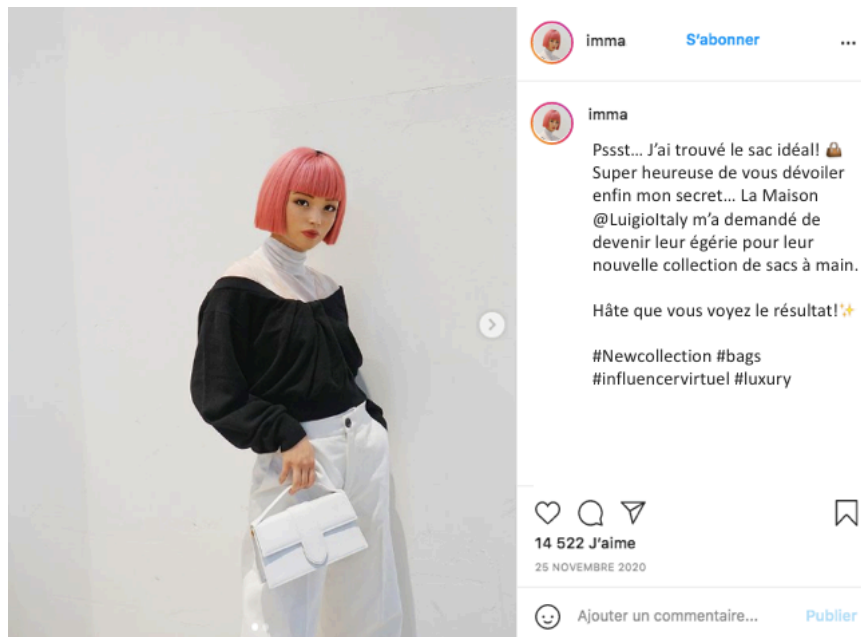 imma
S'abonner
imma
Pssst... J'ai trouvé le sac idéal! 👜
Super heureuse de vous dévoiler
enfin mon secret... La Maison
@LuigioItaly m'a demandé de
devenir leur égérie pour leur
nouvelle collection de sacs à main.
Hâte que vous voyez le résultat!✨
#Newcollection #bags
#influencervirtuel #luxury
14 522 J'aime
25 NOVEMBRE 2020
Ajouter un commentaire...
Publier